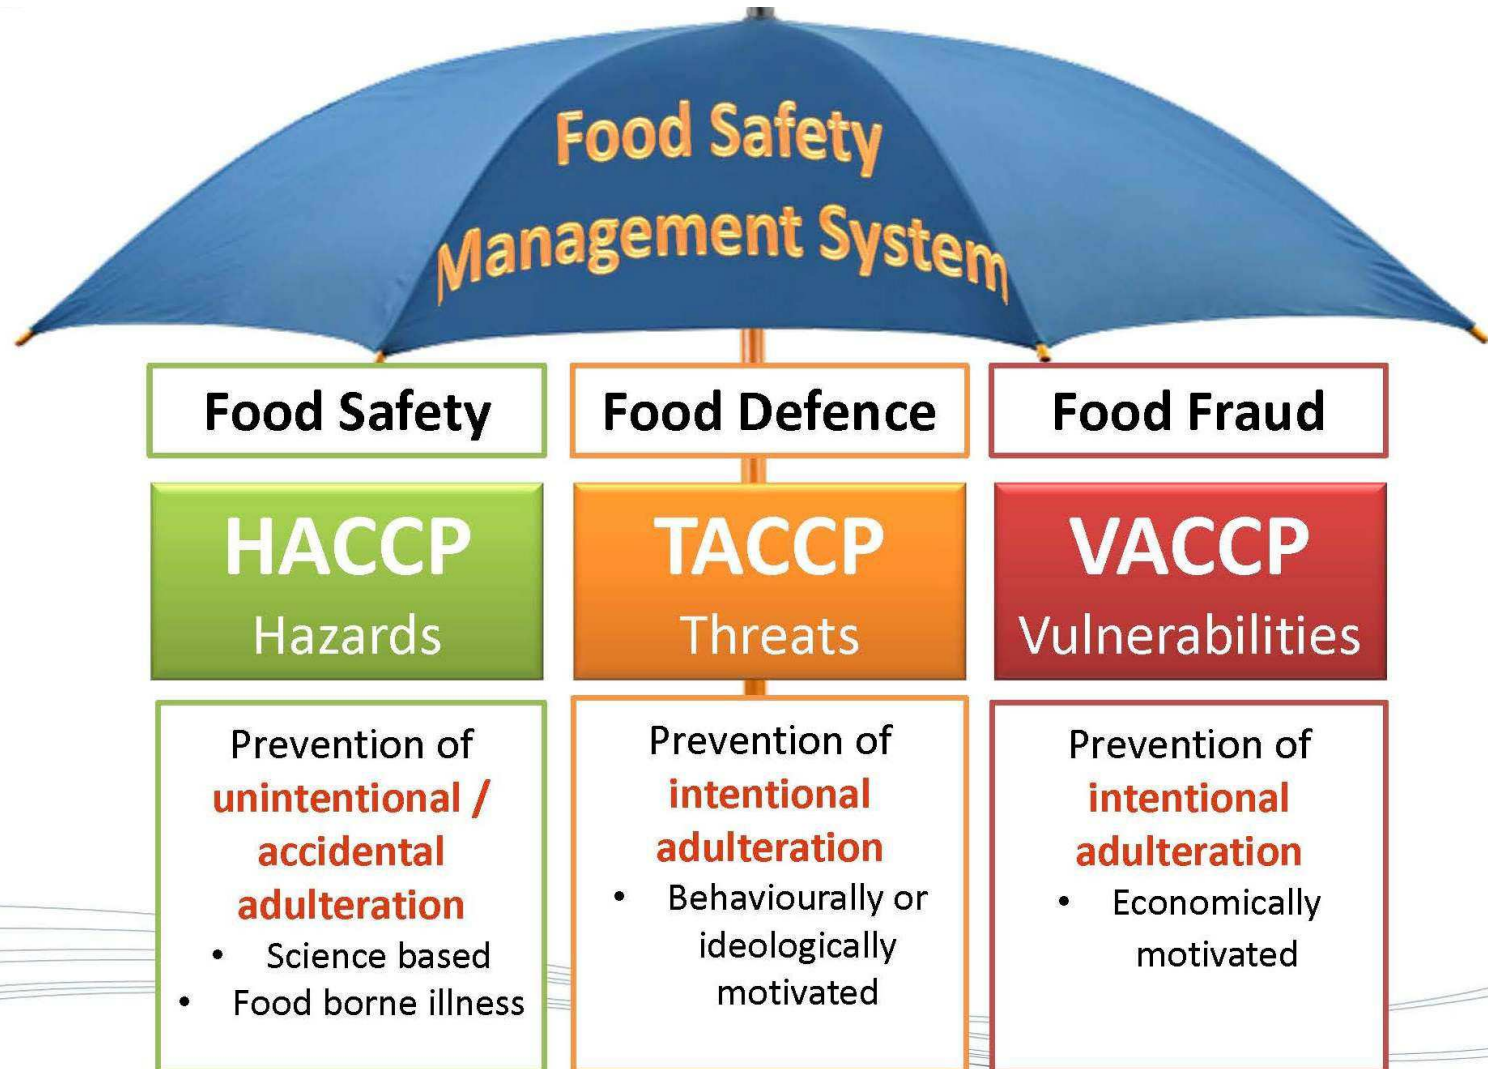 Food Safety
Management System
Food Safety
HACCP
Hazards
Prevention of
unintentional /
accidental
adulteration
• Science based
• Food borne illness
Food Defence
TACCP
Threats
Prevention of
intentional
adulteration
• Behaviourally or
ideologically
motivated
Food Fraud
VACCP
Vulnerabilities
Prevention of
intentional
adulteration
• Economically
motivated